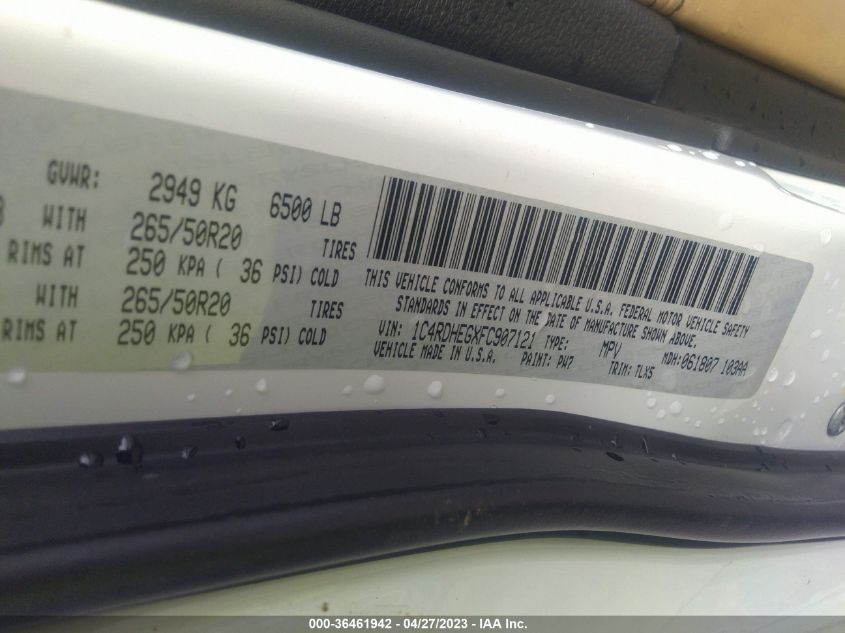 GVWR: 2949 KG 6500 LB
WITH 265/50R20 TIRES
RIMS AT 250 KPA ( 36 PSI) COLD
WITH 265/50R20 TIRES
RIMS AT 250 KPA ( 36 PSI) COLD
THIS VEHICLE CONFORMS TO ALL APPLICABLE U.S.A. FEDERAL MOTOR VEHICLE SAFETY
STANDARDS IN EFFECT ON THE DATE OF MANUFACTURE SHOWN ABOVE.
VIN: 1C4RDHEGXFC907121 TYPE: MPV MDH: 061807 103AA
VEHICLE MADE IN U.S.A. PAINT: PW7 TRIM: TLX5
000-36461942 - 04/27/2023 - © IAA Inc.